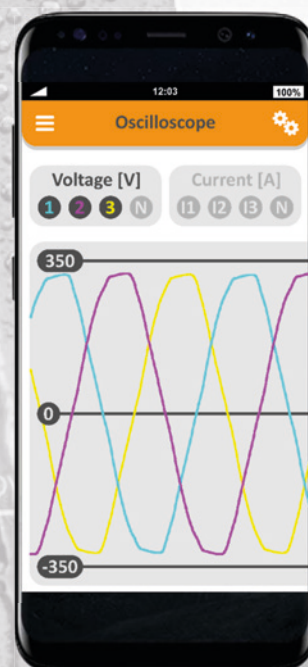 12:03 100%
Oscilloscope
Voltage [V] Current [A]
1 2 3 N I1 I2 I3 N
350
0
-350